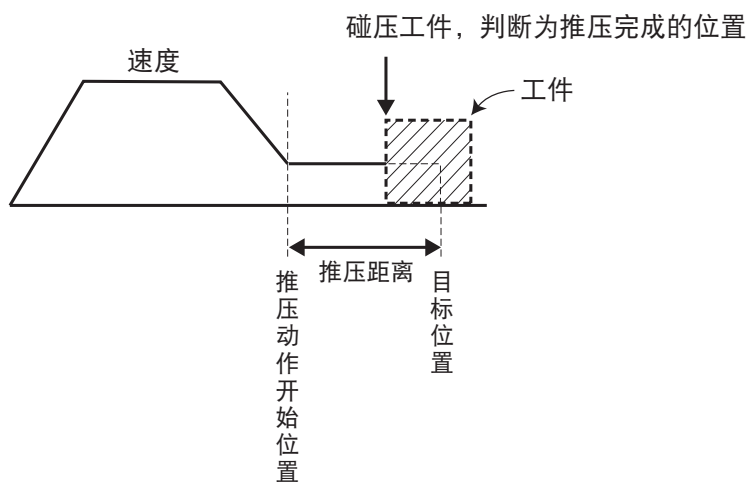 碰压工件，判断为推压完成的位置
速度
工件
推压距离
推压动作开始位置
目标位置